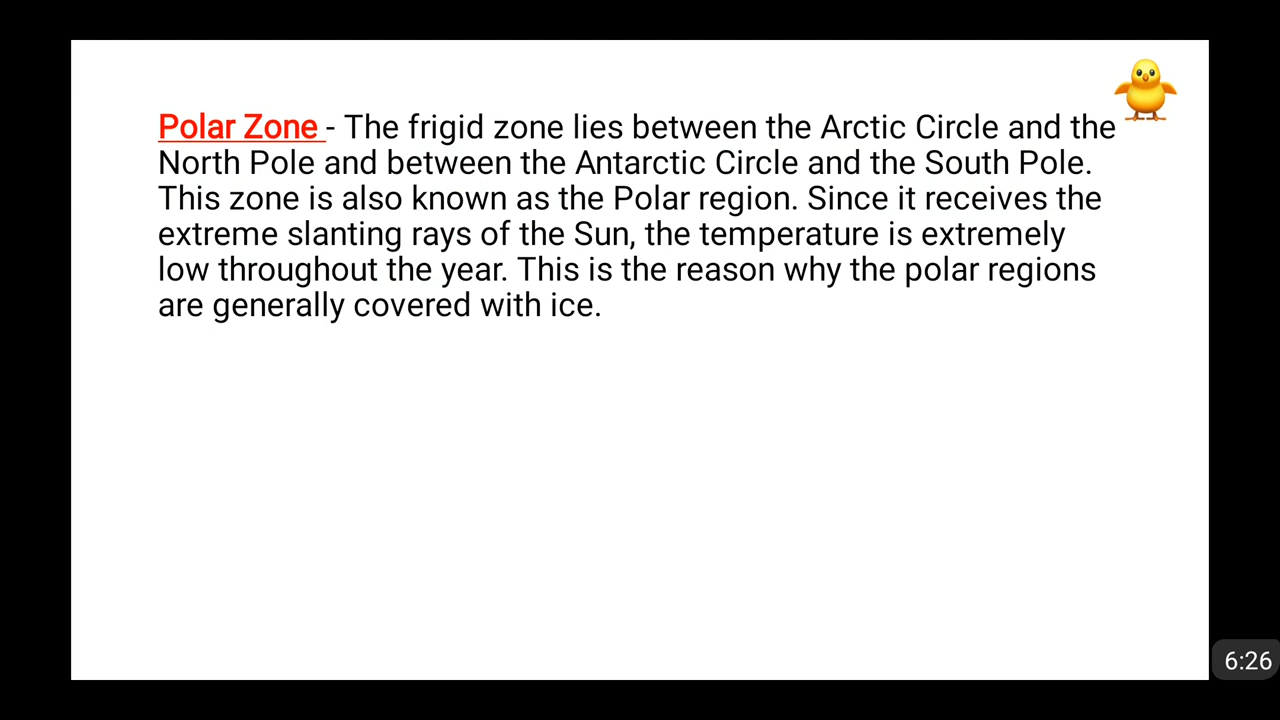 Polar Zone - The frigid zone lies between the Arctic Circle and the
North Pole and between the Antarctic Circle and the South Pole.
This zone is also known as the Polar region. Since it receives the
extreme slanting rays of the Sun, the temperature is extremely
low throughout the year. This is the reason why the polar regions
are generally covered with ice.
6:26